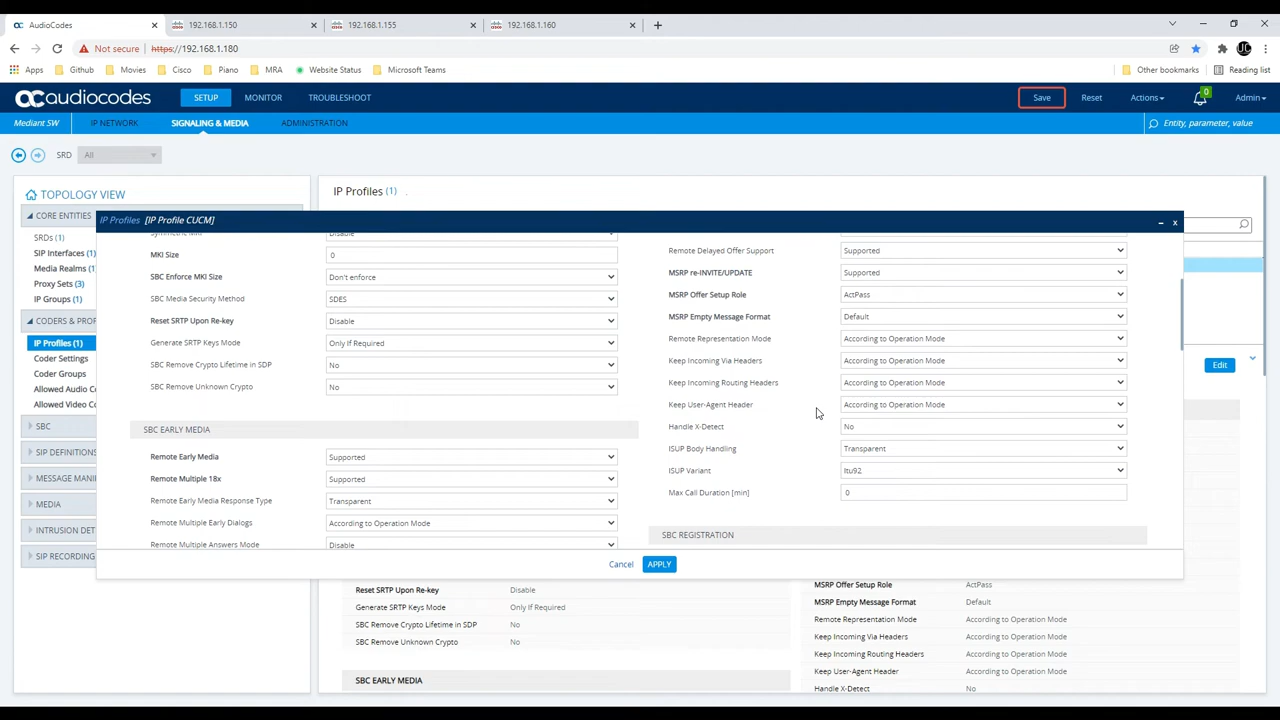 AudioCodes
192.168.1.150
192.168.1.155
192.168.1.160
Not secure https://192.168.1.180
Apps Github Movies Cisco Piano MRA Website Status Microsoft Teams Other bookmarks Reading list
audiocodes SETUP MONITOR TROUBLESHOOT Save Reset Actions 0 Admin
Mediant SW IP NETWORK SIGNALING & MEDIA ADMINISTRATION Entity, parameter, value
SRD All
TOPOLOGY VIEW
CORE ENTITIES
SRDs (1)
SIP Interfaces (1)
Media Realms (1)
Proxy Sets (3)
IP Groups (1)
CODERS & PROF
IP Profiles (1)
Coder Settings
Coder Groups
Allowed Audio Co
Allowed Video Co
SBC
SIP DEFINITIONS
MESSAGE MANI
MEDIA
INTRUSION DET
SIP RECORDING
IP Profiles (1)
IP Profiles [IP Profile CUCM] x
Symmetric MKI Disable
MKI Size 0
SBC Enforce MKI Size Don't enforce
SBC Media Security Method SDES
Reset SRTP Upon Re-key Disable
Generate SRTP Keys Mode Only If Required
SBC Remove Crypto Lifetime in SDP No
SBC Remove Unknown Crypto No
SBC EARLY MEDIA
Remote Early Media Supported
Remote Multiple 18x Supported
Remote Early Media Response Type Transparent
Remote Multiple Early Dialogs According to Operation Mode
Remote Multiple Answers Mode Disable
Remote Delayed Offer Support Supported
MSRP re-INVITE/UPDATE Supported
MSRP Offer Setup Role ActPass
MSRP Empty Message Format Default
Remote Representation Mode According to Operation Mode
Keep Incoming Via Headers According to Operation Mode
Keep Incoming Routing Headers According to Operation Mode
Keep User-Agent Header According to Operation Mode
Handle X-Detect No
ISUP Body Handling Transparent
ISUP Variant Itu92
Max Call Duration [min] 0
SBC REGISTRATION
Cancel APPLY
Edit
Reset SRTP Upon Re-key Disable
Generate SRTP Keys Mode Only If Required
SBC Remove Crypto Lifetime in SDP No
SBC Remove Unknown Crypto No
SBC EARLY MEDIA
MSRP Offer Setup Role ActPass
MSRP Empty Message Format Default
Remote Representation Mode According to Operation Mode
Keep Incoming Via Headers According to Operation Mode
Keep Incoming Routing Headers According to Operation Mode
Keep User-Agent Header According to Operation Mode
Handle X-Detect No